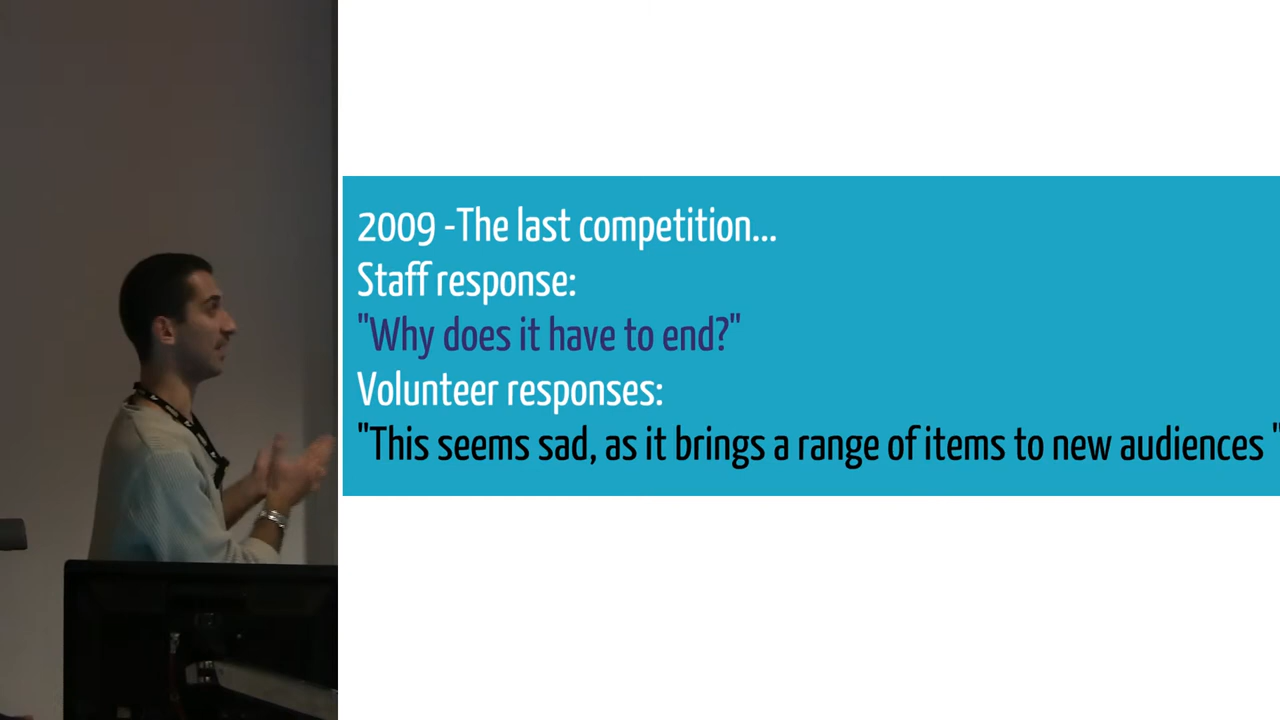 2009 -The last competition...
Staff response:
"Why does it have to end?"
Volunteer responses:
"This seems sad, as it brings a range of items to new audiences "